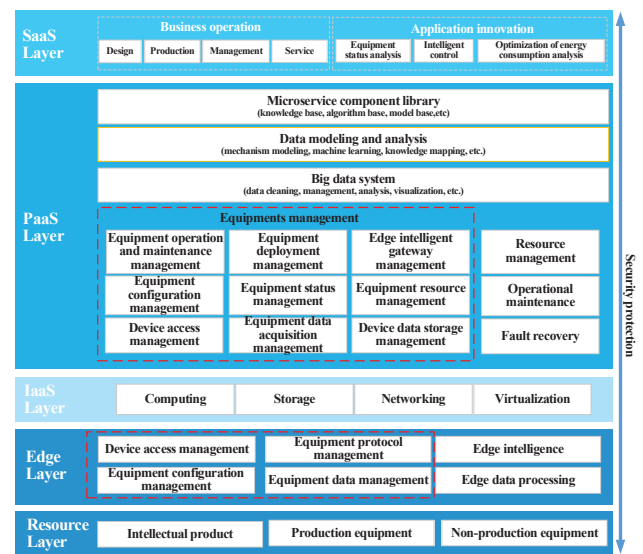 SaaS
Layer
Business operation
Design
Production
Management
Service
Application innovation
Equipment
status analysis
Intelligent
control
Optimization of energy
consumption analysis
PaaS
Layer
Microservice component library
(knowledge base, algorithm base, model base,etc)
Data modeling and analysis
(mechanism modeling, machine learning, knowledge mapping, etc.)
Big data system
(data cleaning, management, analysis, visualization, etc.)
Equipments management
Equipment operation
and maintenance
management
Equipment
deployment
management
Edge intelligent
gateway
management
Equipment
configuration
management
Equipment status
management
Equipment resource
management
Device access
management
Equipment data
acquisition
management
Device data storage
management
Resource
management
Operational
maintenance
Fault recovery
IaaS
Layer
Computing
Storage
Networking
Virtualization
Edge
Layer
Device access management
Equipment protocol
management
Edge intelligence
Equipment configuration
management
Equipment data management
Edge data processing
Resource
Layer
Intellectual product
Production equipment
Non-production equipment
Security protection